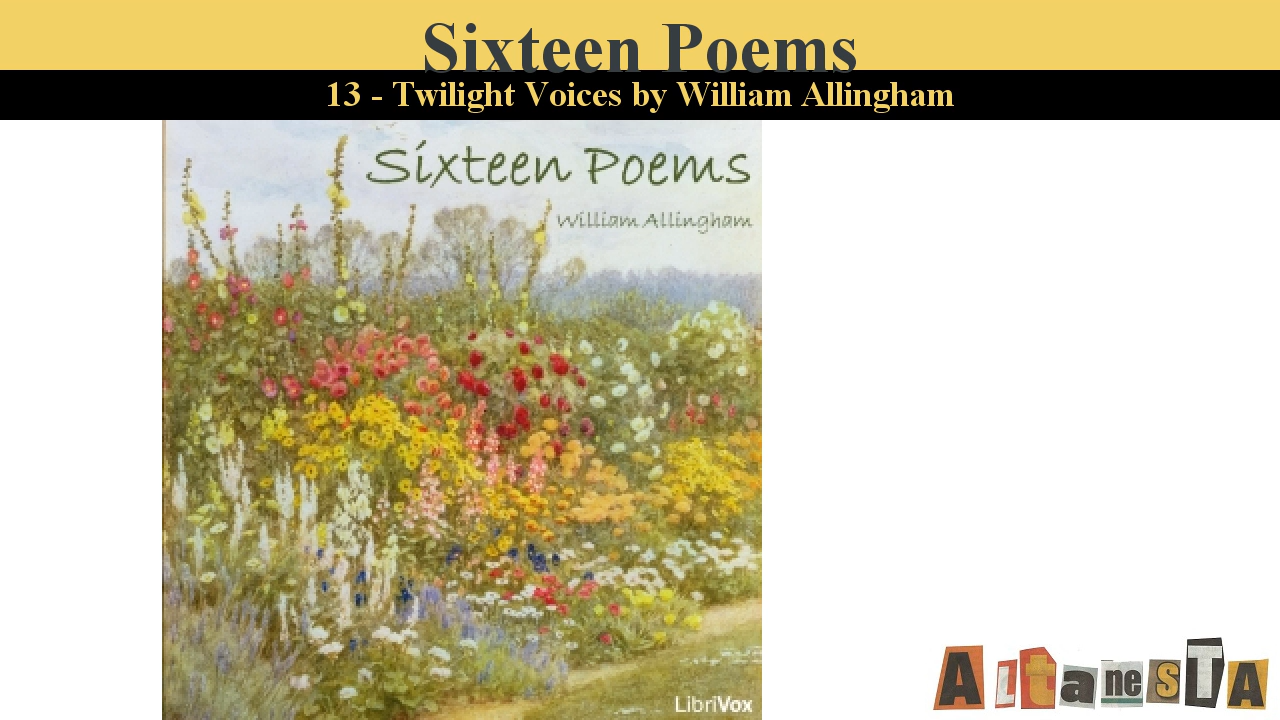 Sixteen Poems
13 - Twilight Voices by William Allingham
Sixteen Poems
William Allingham
LibriVox
AltanesTA